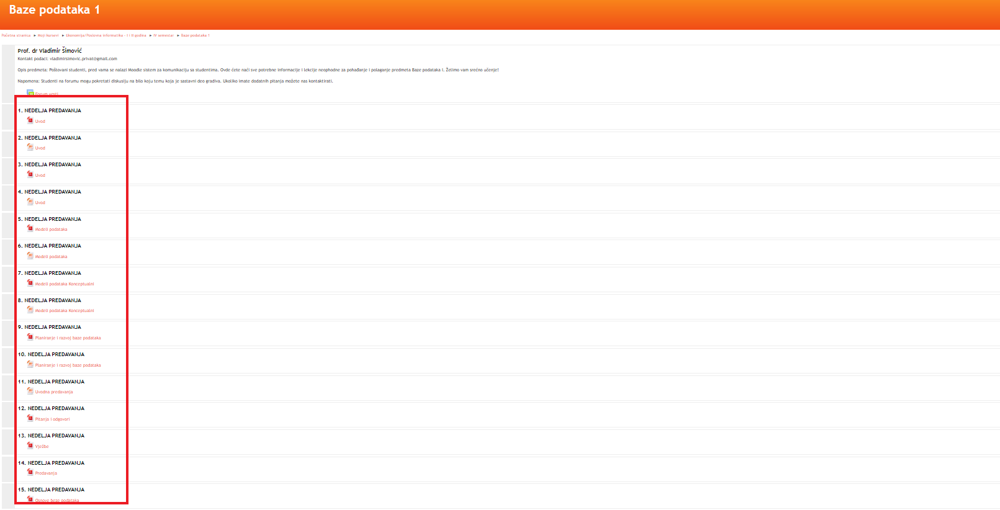 Baze podataka 1
Početna stranica ► Moji kursevi ► Ekonomija/Poslovna informatika - I i II godina ► IV semestar ► Baze podataka 1
Prof. dr Vladimir Šimović
Kontakt podaci: vladimirsimovic.privat@gmail.com
Opis predmeta: Poštovani studenti, pred vama se nalazi Moodle sistem za komunikaciju sa studentima. Ovde ćete naći sve potrebne informacije i lekcije neophodne za pohađanje i polaganje predmeta Baze podataka I. Želimo vam srećno učenje!
Napomena: Studenti na forumu mogu pokretati diskusiju na bilo koju temu koja je sastavni deo gradiva. Ukoliko imate dodatnih pitanja možete nas kontaktirati.
Forum vesti
1. NEDELJA PREDAVANJA
Uvod
2. NEDELJA PREDAVANJA
Uvod
3. NEDELJA PREDAVANJA
Uvod
4. NEDELJA PREDAVANJA
Uvod
5. NEDELJA PREDAVANJA
Modeli podataka
6. NEDELJA PREDAVANJA
Modeli podataka
7. NEDELJA PREDAVANJA
Modeli podataka Konceptualni
8. NEDELJA PREDAVANJA
Modeli podataka Konceptualni
9. NEDELJA PREDAVANJA
Planiranje i razvoj baze podataka
10. NEDELJA PREDAVANJA
Planiranje i razvoj baze podataka
11. NEDELJA PREDAVANJA
Uvodna predavanja
12. NEDELJA PREDAVANJA
Pitanja i odgovori
13. NEDELJA PREDAVANJA
Vježbe
14. NEDELJA PREDAVANJA
Predavanja
15. NEDELJA PREDAVANJA
Osnove beze podataka